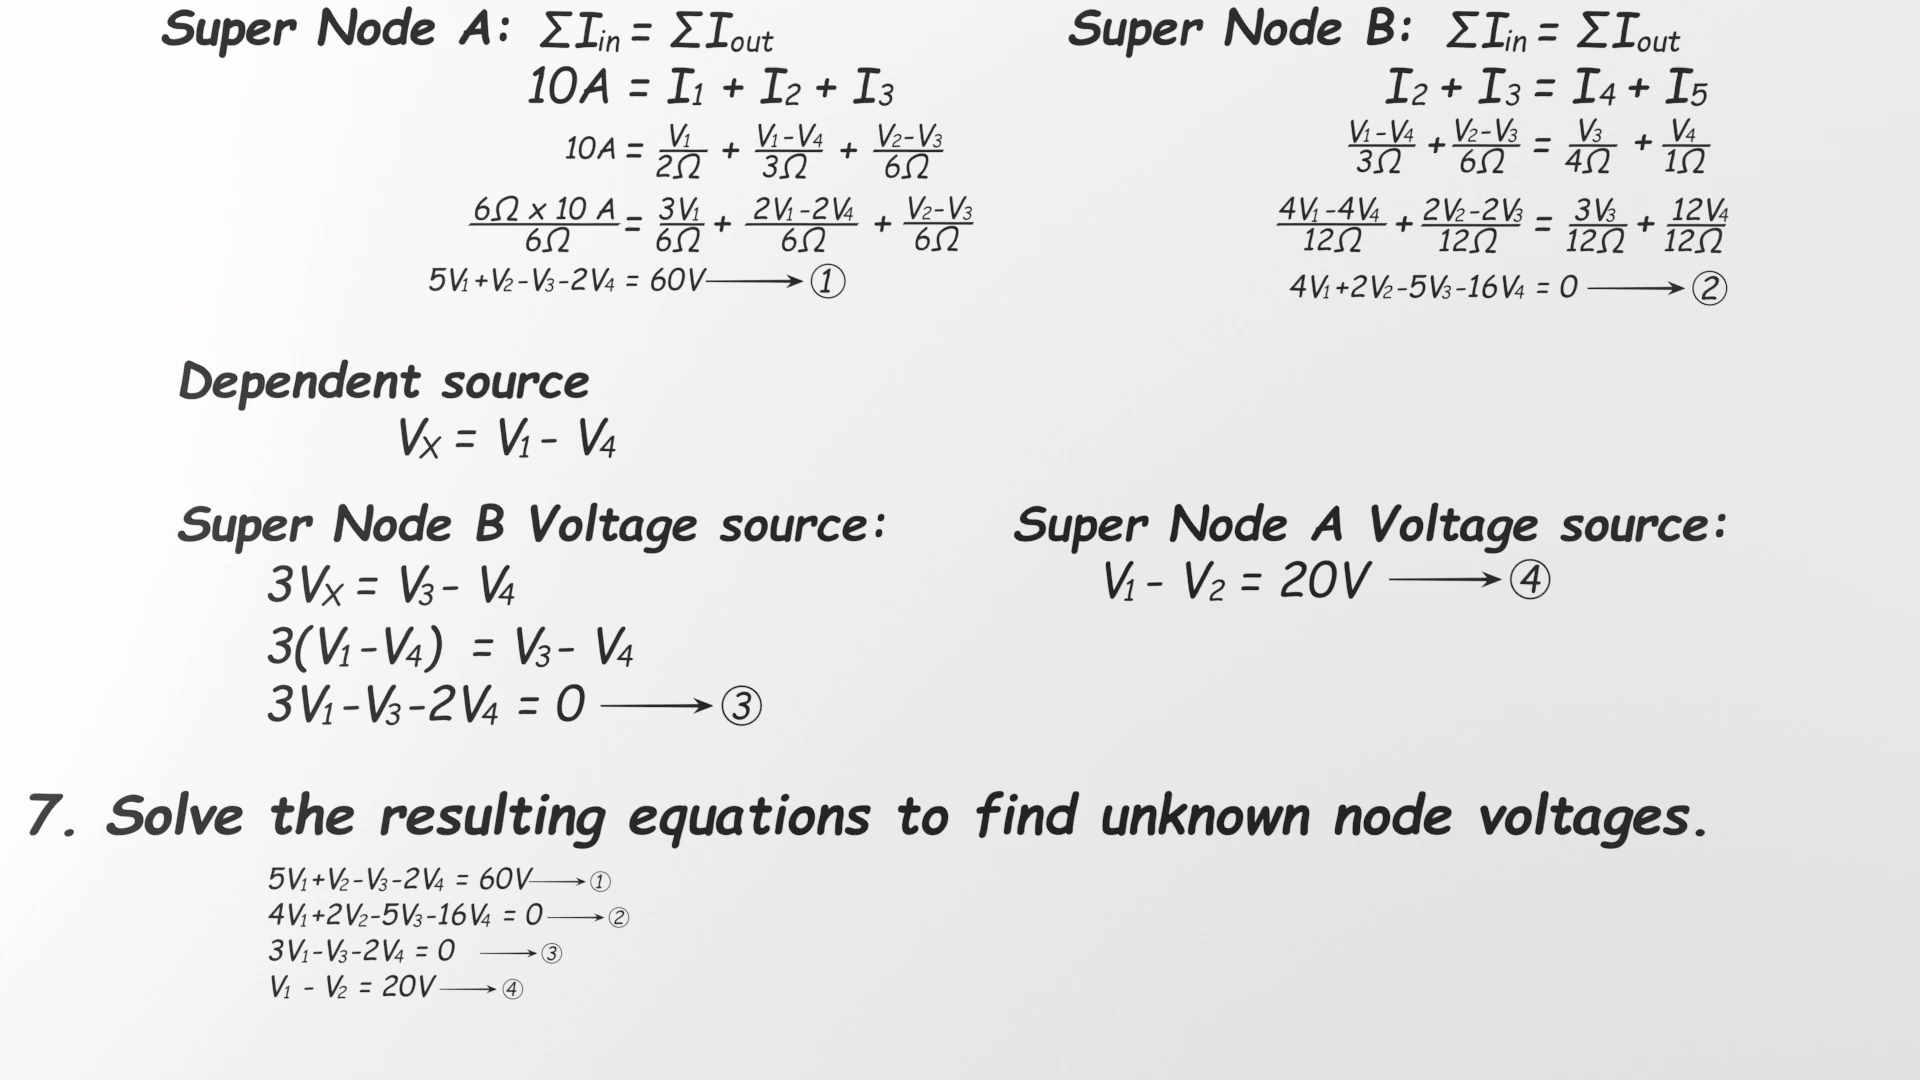 Super Node A: ΣIin = ΣIout
10A = I1 + I2 + I3
10A = V1/2Ω + V1-V4/3Ω + V2-V3/6Ω
6Ω x 10 A/6Ω = 3V1/6Ω + 2V1-2V4/6Ω + V2-V3/6Ω
5V1+V2-V3-2V4 = 60V → ①
Super Node B: ΣIin = ΣIout
I2 + I3 = I4 + I5
V1-V4/3Ω + V2-V3/6Ω = V3/4Ω + V4/1Ω
4V1-4V4/12Ω + 2V2-2V3/12Ω = 3V3/12Ω + 12V4/12Ω
4V1+2V2-5V3-16V4 = 0 → ②
Dependent source
VX = V1 - V4
Super Node B Voltage source:
3VX = V3 - V4
3(V1-V4) = V3 - V4
3V1-V3-2V4 = 0 → ③
Super Node A Voltage source:
V1 - V2 = 20V → ④
7. Solve the resulting equations to find unknown node voltages.
5V1+V2-V3-2V4 = 60V → ①
4V1+2V2-5V3-16V4 = 0 → ②
3V1-V3-2V4 = 0 → ③
V1 - V2 = 20V → ④